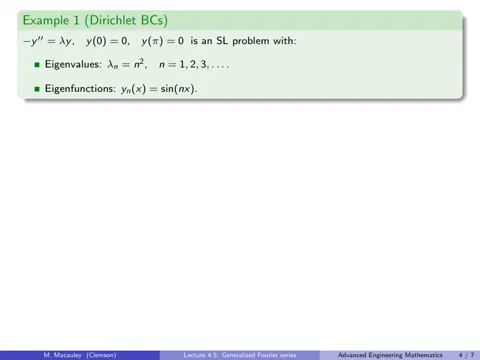 Example 1 (Dirichlet BCs)
−y′′ = λy, y(0) = 0, y(π) = 0 is an SL problem with:
Eigenvalues: λₙ = n², n = 1, 2, 3, . . . .
Eigenfunctions: yₙ(x) = sin(nx).
M. Macauley (Clemson) Lecture 4.5: Generalized Fourier series Advanced Engineering Mathematics 4 / 7